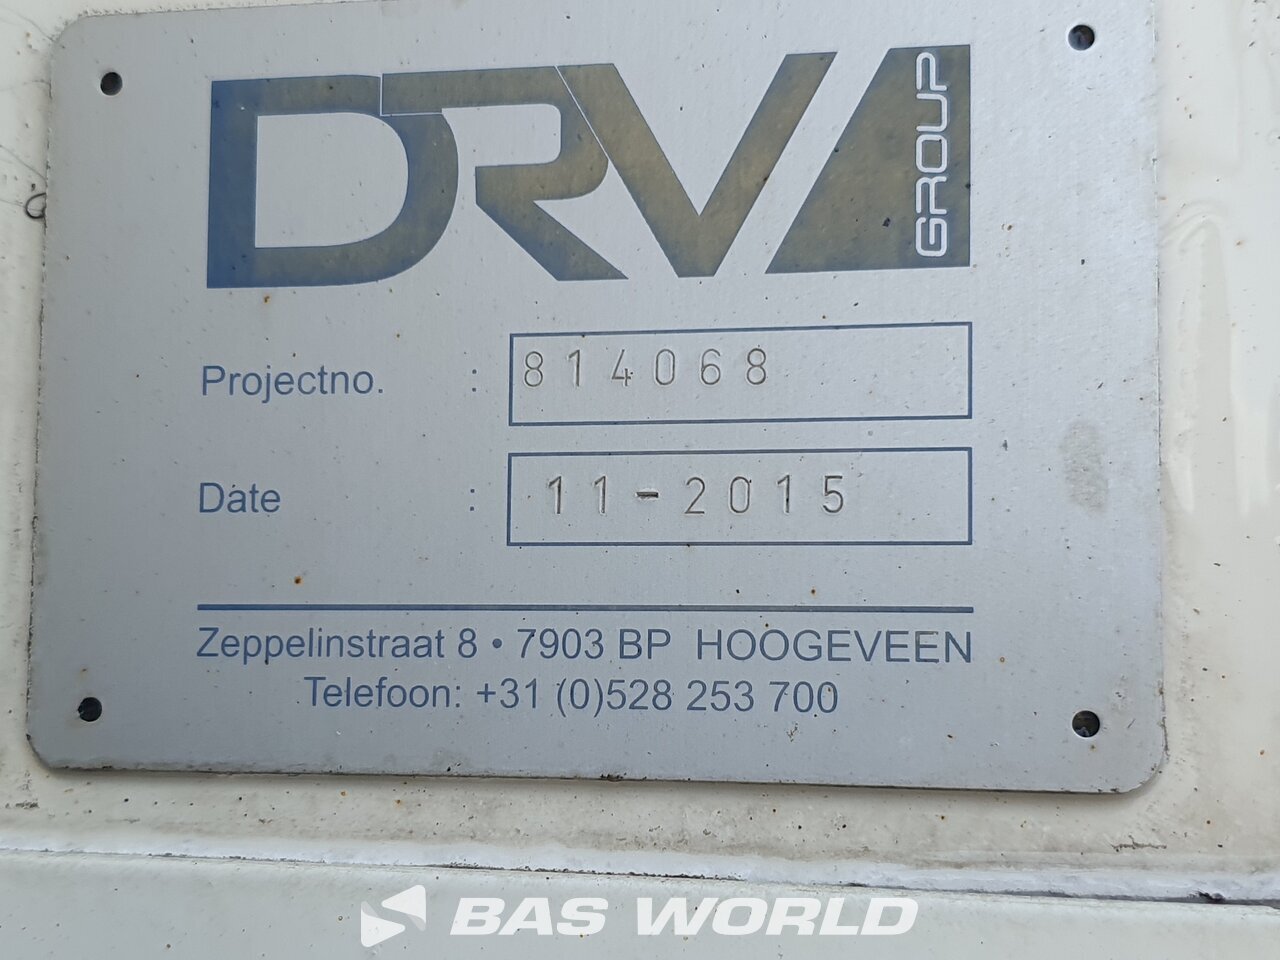 DRV GROUP
Projectno. : 814068
Date : 11-2015
Zeppelinstraat 8 • 7903 BP HOOGEVEEN
Telefoon: +31 (0)528 253 700
BAS WORLD